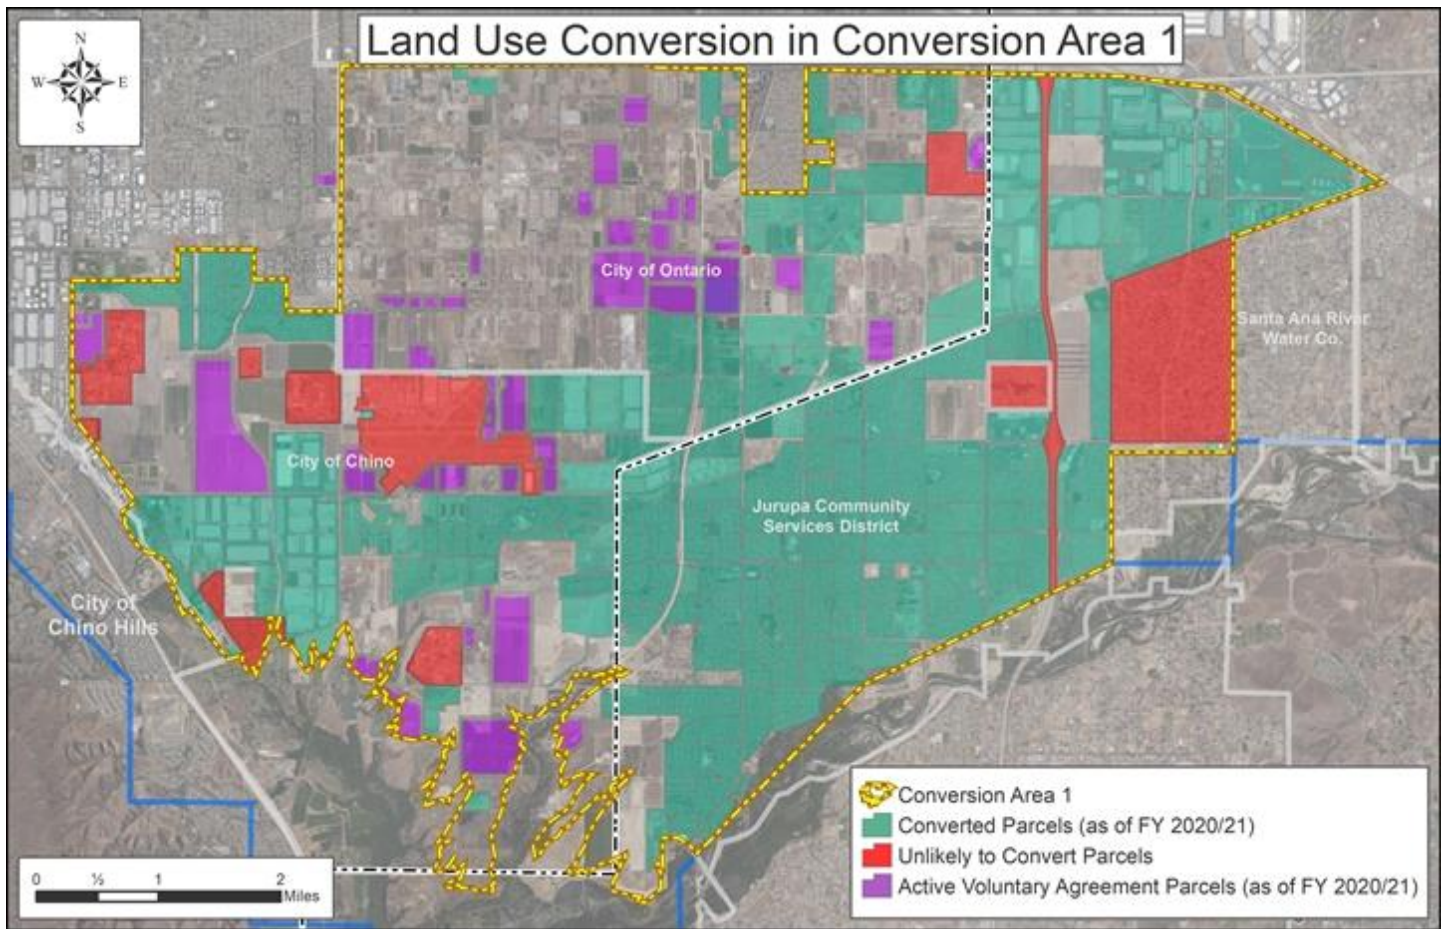 Land Use Conversion in Conversion Area 1
N
W E
S
City of Ontario
Santa Ana River
Water Co.
City of Chino
Jurupa Community
Services District
City of
Chino Hills
Conversion Area 1
Converted Parcels (as of FY 2020/21)
Unlikely to Convert Parcels
Active Voluntary Agreement Parcels (as of FY 2020/21)
0 ½ 1 2
Miles